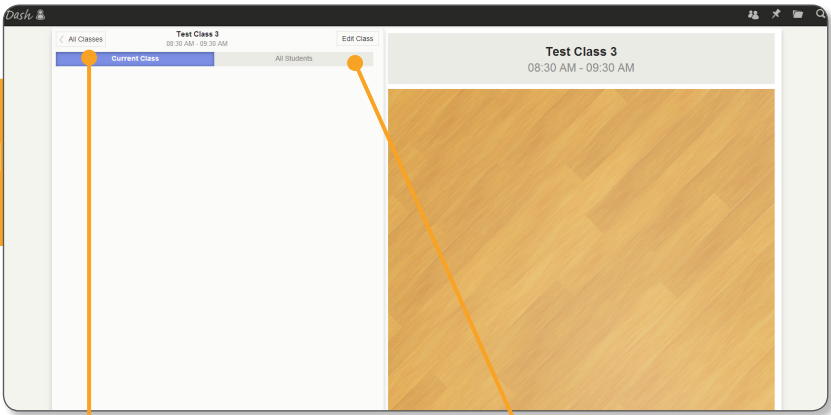 Dash
All Classes
Test Class 3
08:30 AM - 09:30 AM
Edit Class
Current Class
All Students
Test Class 3
08:30 AM - 09:30 AM